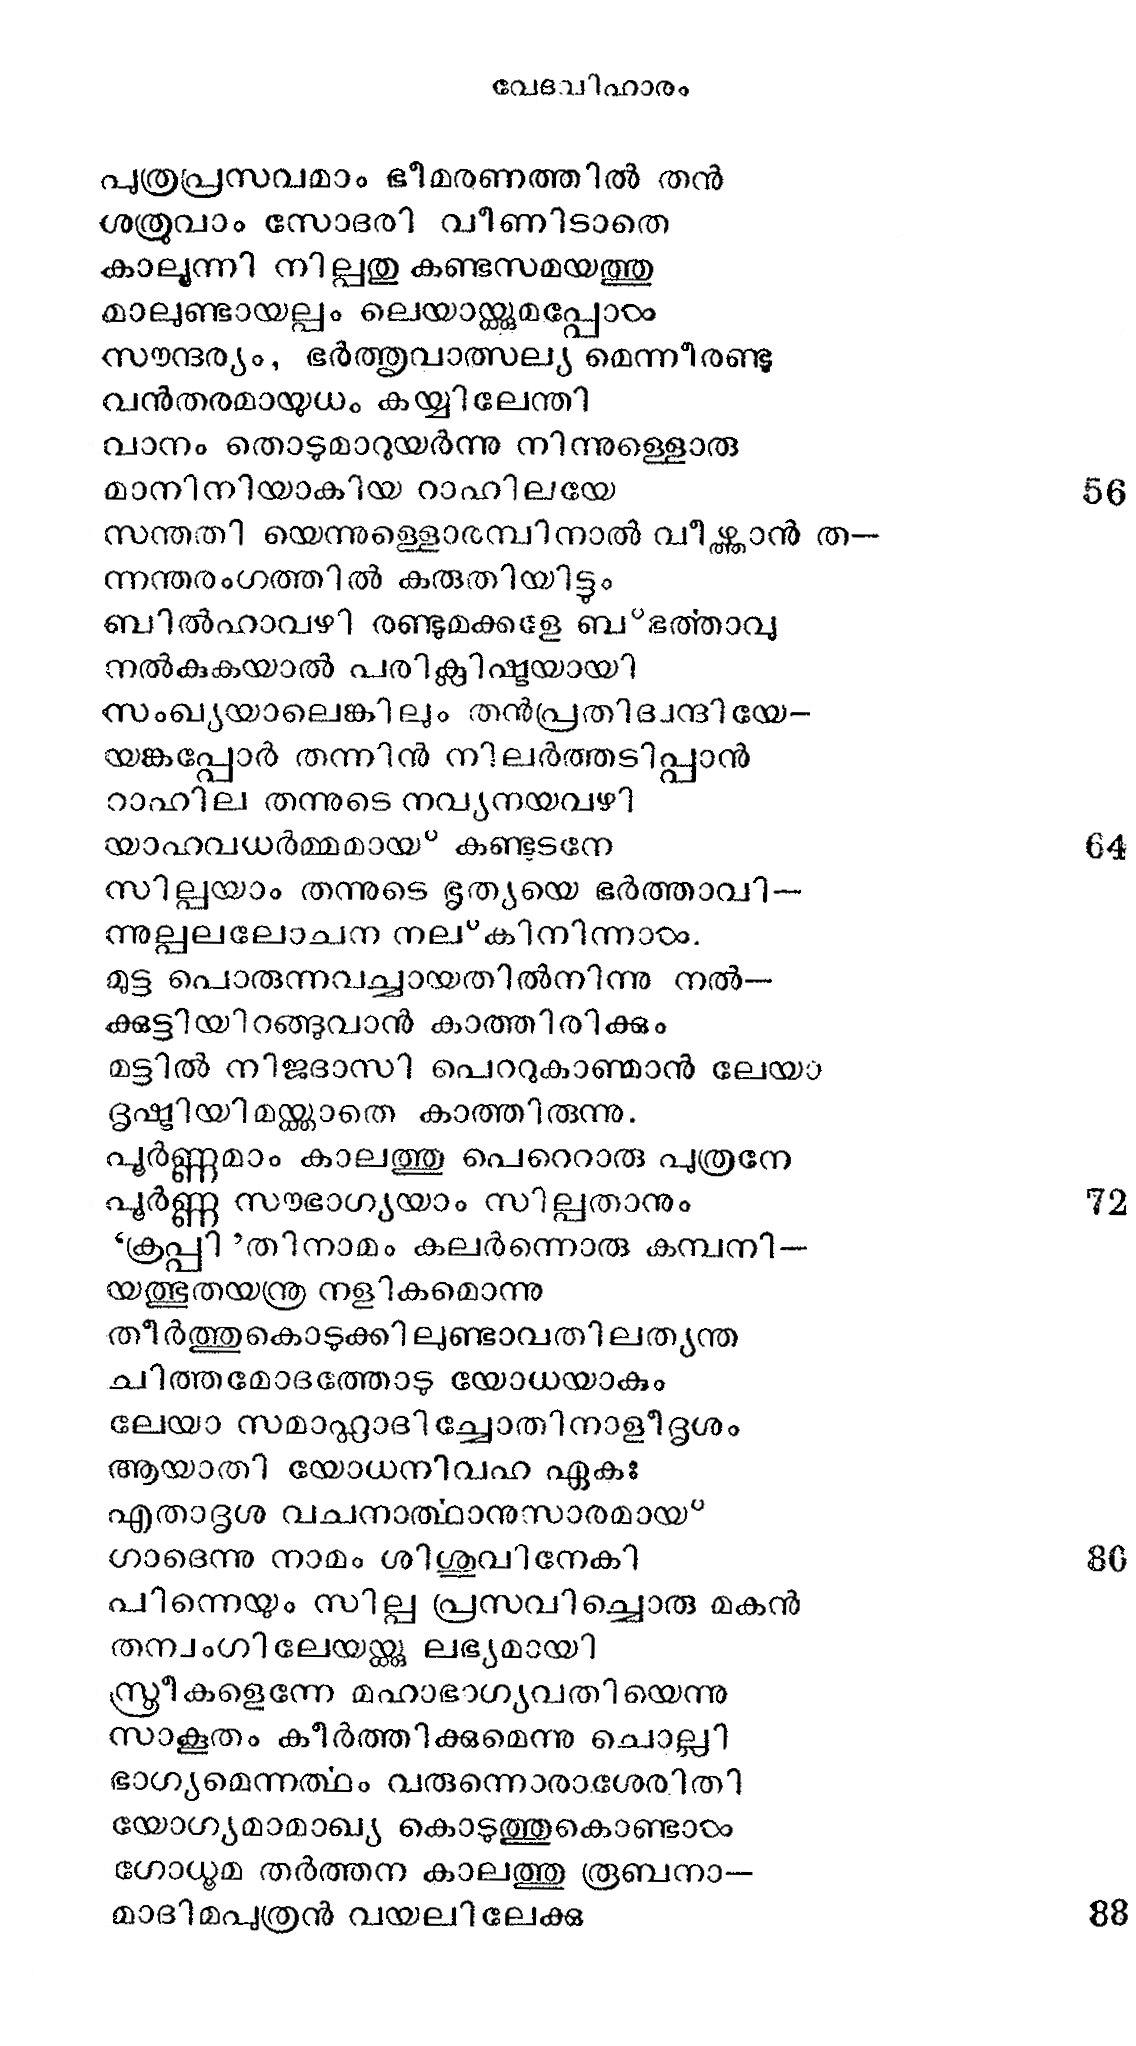 വേദവിഹാരം
പുത്രപ്രസവമാം ഭീമരണത്തിൽ തൻ
ശത്രുവാം സോദരി വീണിടാതെ
കാലൂന്നി നില്പതു കണ്ടസമയത്തു
മാലുണ്ടായല്പം ലെയായ്ക്കുമപ്പോൾ
സൗന്ദര്യം, ഭർത്തൃവാത്സല്യ മെന്നീരണ്ടു
വൻതരമായുധം കയ്യിലേന്തി
വാനം തൊടുമാറുയർന്നു നിന്നുള്ളൊരു
മാനിനിയാകിയ റാഹിലയേ 56
സന്തതി യെന്നുള്ളൊരമ്പിനാൽ വീഴ്ത്താൻ ത—
ന്നന്തരംഗത്തിൽ കരുതിയിട്ടും
ബിൽഹാവഴി രണ്ടുമക്കളേ ബ്ഭൎത്താവു
നൽകുകയാൽ പരിക്ലിഷ്ടയായി
സംഖ്യയാലെങ്കിലും തൻപ്രതിദ്വന്ദിയേ—
യങ്കപ്പോർ തന്നിൻ നിലർത്തടിപ്പാൻ
റാഹില തന്നുടെ നവ്യനയവഴി
യാഹവധർമ്മമായ് കണ്ടുടനേ 64
സില്പയാം തന്നുടെ ഭൃത്യയെ ഭർത്താവി—
ന്നുല്പലലോചന നല്കിനിന്നാൾ.
മുട്ട പൊരുന്നവച്ചായതിൽനിന്നു നൽ—
ക്കുട്ടിയിറങ്ങുവാൻ കാത്തിരിക്കും
മട്ടിൽ നിജദാസി പെററുകാണ്മാൻ ലേയാ
ദൃഷ്ടിയിമയ്ക്കാതെ കാത്തിരുന്നു.
പൂർണ്ണമാം കാലത്തു പെറെറാരു പുത്രനേ
പൂർണ്ണ സൗഭാഗ്യയാം സില്പതാനും 72
‘ക്രപ്പി’തിനാമം കലർന്നൊരു കമ്പനി—
യത്ഭുതയന്ത്ര നളികമൊന്നു
തീർത്തുകൊടുക്കിലുണ്ടാവതിലത്യന്ത
ചിത്തമോദത്തോടു യോധയാകും
ലേയാ സമാഹ്ലാദിച്ചോതിനാളീദൃശം
ആയാതി യോധനിവഹ ഏകഃ
എതാദൃശ വചനാൎത്ഥാനുസാരമായ്
ഗാദെന്നു നാമം ശിശുവിനേകി 80
പിന്നെയും സില്പ പ്രസവിച്ചൊരു മകൻ
തന്വംഗിലേയയ്ക്കു ലഭ്യമായി
സ്ത്രീകളെന്നേ മഹാഭാഗ്യവതിയെന്നു
സാകൂതം കീർത്തിക്കുമെന്നു ചൊല്ലി
ഭാഗ്യമെന്നൎത്ഥം വരുന്നൊരാശേരിതി
യോഗ്യമാമാഖ്യ കൊടുത്തുകൊണ്ടാൾ
ഗോധൂമ തർത്തന കാലത്തു രൂബനാ—
മാദിമപുത്രൻ വയലിലേക്കു 88